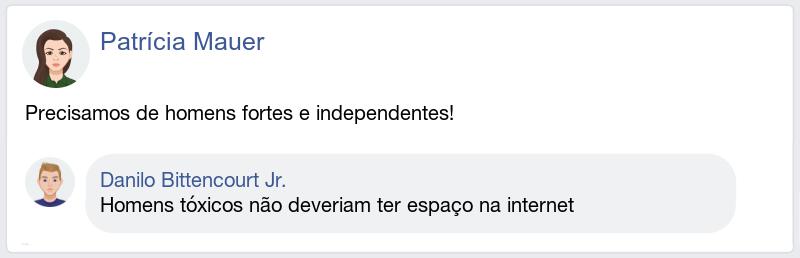 Patrícia Mauer
Precisamos de homens fortes e independentes!
Danilo Bittencourt Jr.
Homens tóxicos não deveriam ter espaço na internet